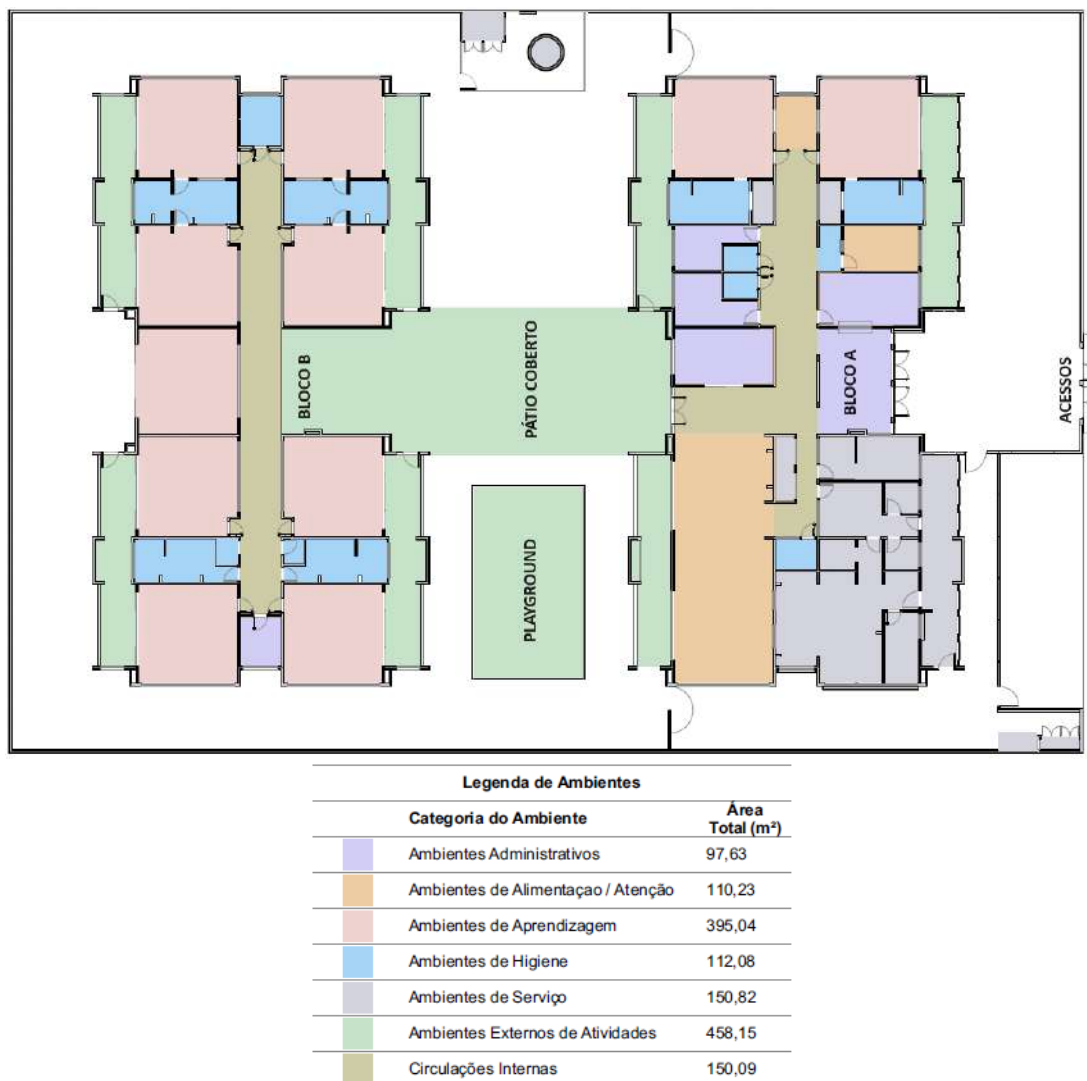 BLOCO B
PÁTIO COBERTO
BLOCO A
ACESSOS
PLAYGROUND
Legenda de Ambientes
Categoria do Ambiente Área Total (m²)
Ambientes Administrativos 97,63
Ambientes de Alimentaçao / Atenção 110,23
Ambientes de Aprendizagem 395,04
Ambientes de Higiene 112,08
Ambientes de Serviço 150,82
Ambientes Externos de Atividades 458,15
Circulações Internas 150,09